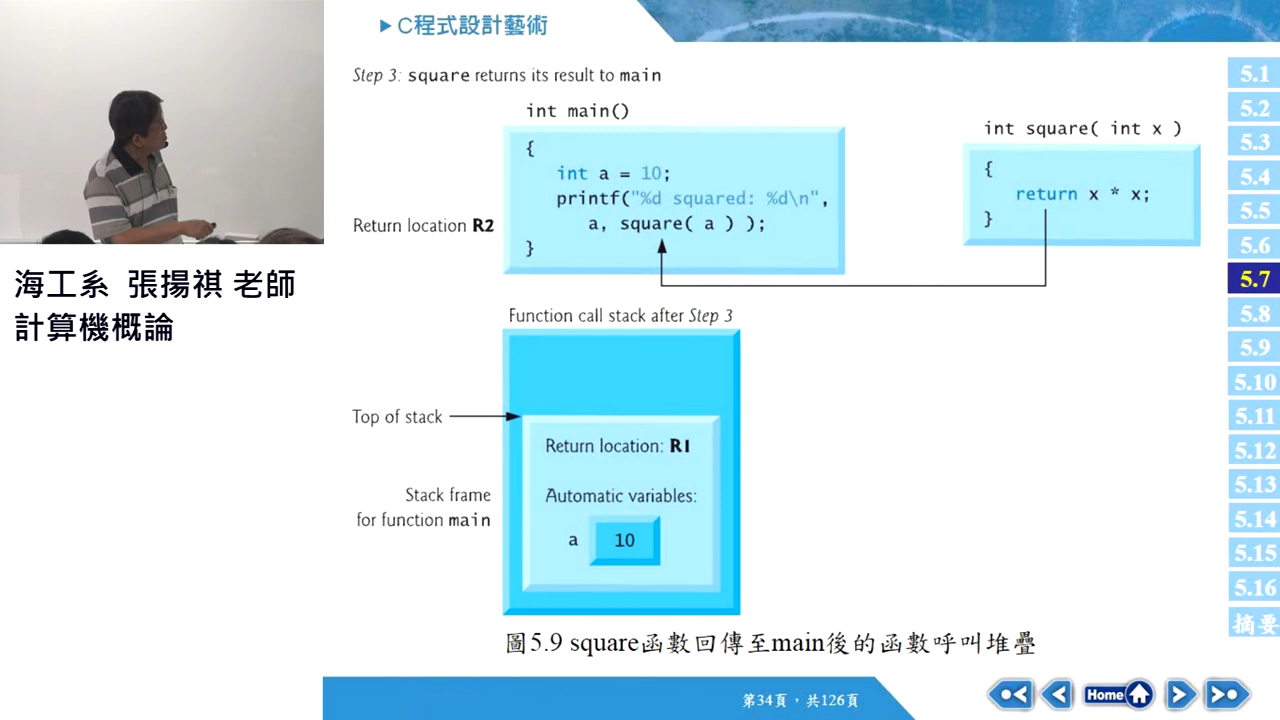 C程式設計藝術
Step 3: square returns its result to main
int main()
{
int a = 10;
printf("%d squared: %d\n",
a, square( a ) );
}
Return location R2
int square( int x )
{
return x * x;
}
Function call stack after Step 3
Top of stack
Return location: R1
Stack frame
for function main
Automatic variables:
a 10
圖5.9 square函數回傳至main後的函數呼叫堆疊
海工系 張揚祺 老師
計算機概論
5.1
5.2
5.3
5.4
5.5
5.6
5.7
5.8
5.9
5.10
5.11
5.12
5.13
5.14
5.15
5.16
摘要
第34頁，共126頁
Home